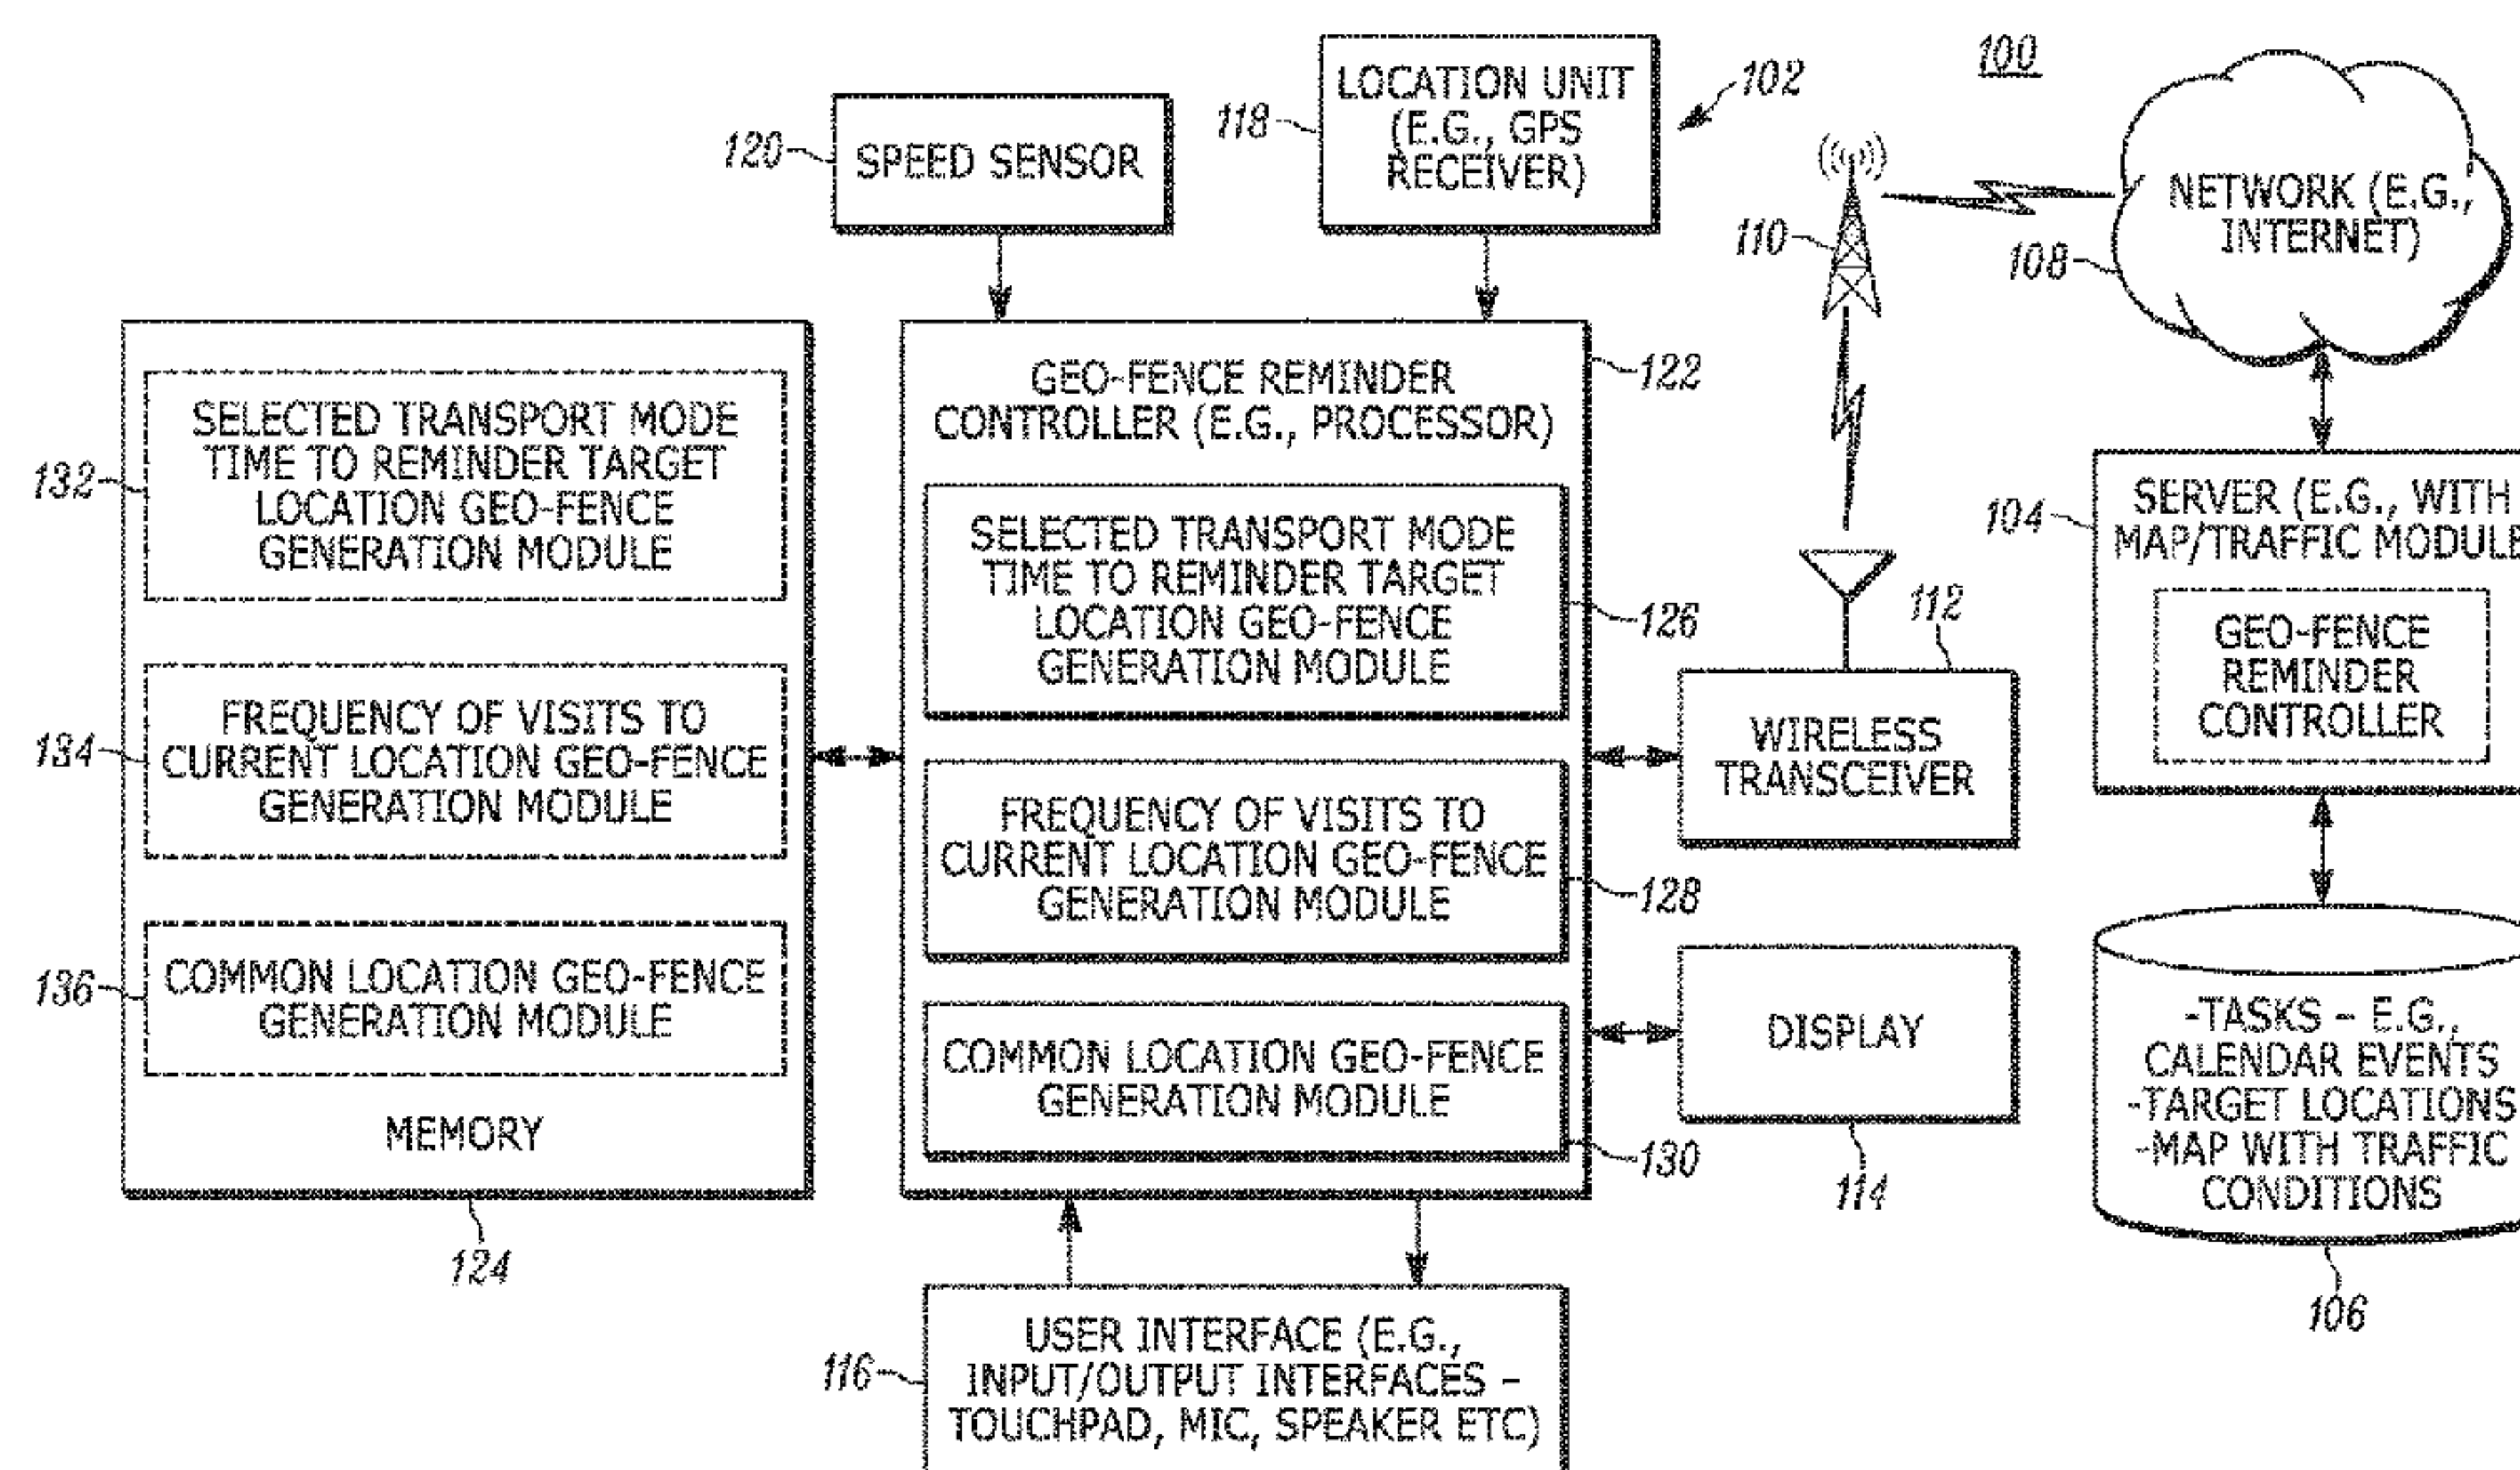 100
102
LOCATION UNIT
(E.G., GPS
RECEIVER)
118
SPEED SENSOR
120
110
NETWORK (E.G.,
INTERNET)
108
SELECTED TRANSPORT MODE
TIME TO REMINDER TARGET
LOCATION GEO-FENCE
GENERATION MODULE
132
FREQUENCY OF VISITS TO
CURRENT LOCATION GEO-FENCE
GENERATION MODULE
134
COMMON LOCATION GEO-FENCE
GENERATION MODULE
136
MEMORY
124
GEO-FENCE REMINDER
CONTROLLER (E.G., PROCESSOR)
122
SELECTED TRANSPORT MODE
TIME TO REMINDER TARGET
LOCATION GEO-FENCE
GENERATION MODULE
126
FREQUENCY OF VISITS TO
CURRENT LOCATION GEO-FENCE
GENERATION MODULE
128
COMMON LOCATION GEO-FENCE
GENERATION MODULE
130
112
WIRELESS
TRANSCEIVER
DISPLAY
114
SERVER (E.G., WITH
MAP/TRAFFIC MODULE
104
GEO-FENCE
REMINDER
CONTROLLER
-TASKS - E.G.,
CALENDAR EVENTS
-TARGET LOCATIONS
-MAP WITH TRAFFIC
CONDITIONS
106
USER INTERFACE (E.G.,
INPUT/OUTPUT INTERFACES -
TOUCHPAD, MIC, SPEAKER ETC)
116